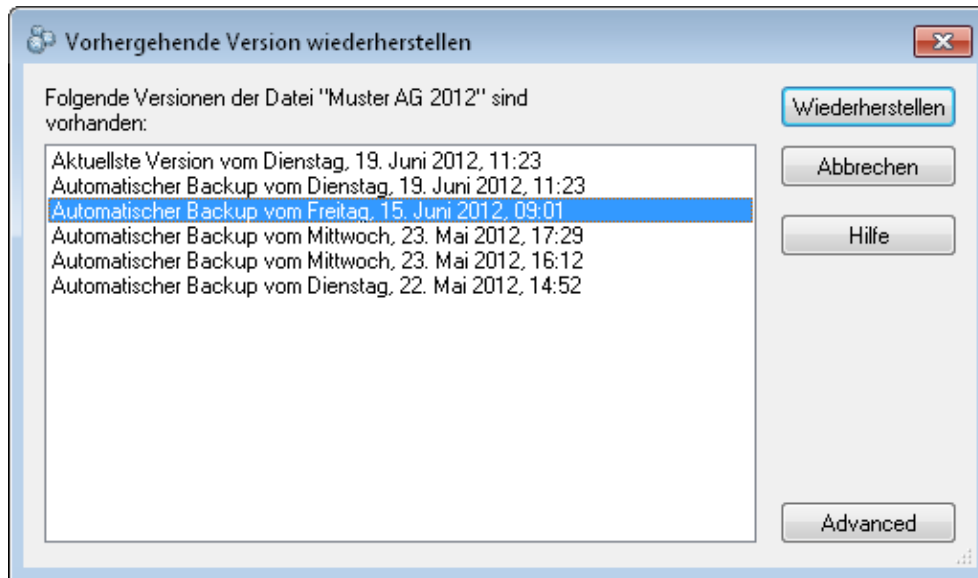 Vorhergehende Version wiederherstellen
Folgende Versionen der Datei "Muster AG 2012" sind
vorhanden:
Aktuellste Version vom Dienstag, 19. Juni 2012, 11:23
Automatischer Backup vom Dienstag, 19. Juni 2012, 11:23
Automatischer Backup vom Freitag, 15. Juni 2012, 09:01
Automatischer Backup vom Mittwoch, 23. Mai 2012, 17:29
Automatischer Backup vom Mittwoch, 23. Mai 2012, 16:12
Automatischer Backup vom Dienstag, 22. Mai 2012, 14:52
Wiederherstellen
Abbrechen
Hilfe
Advanced